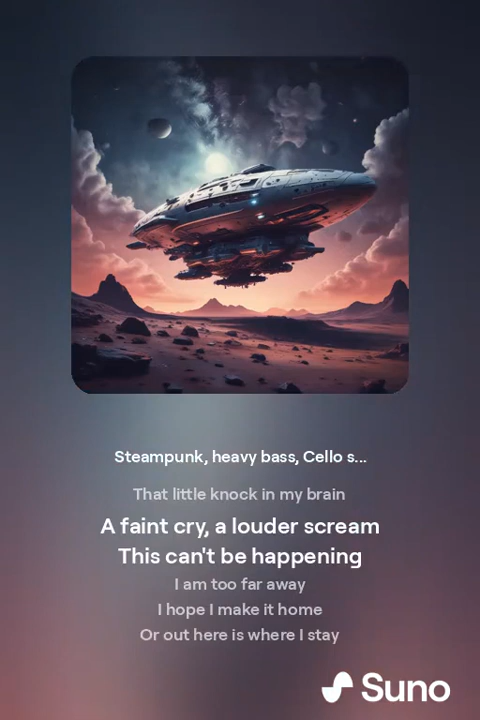 Steampunk, heavy bass, Cello s...
That little knock in my brain
A faint cry, a louder scream
This can't be happening
I am too far away
I hope I make it home
Or out here is where I stay
Suno